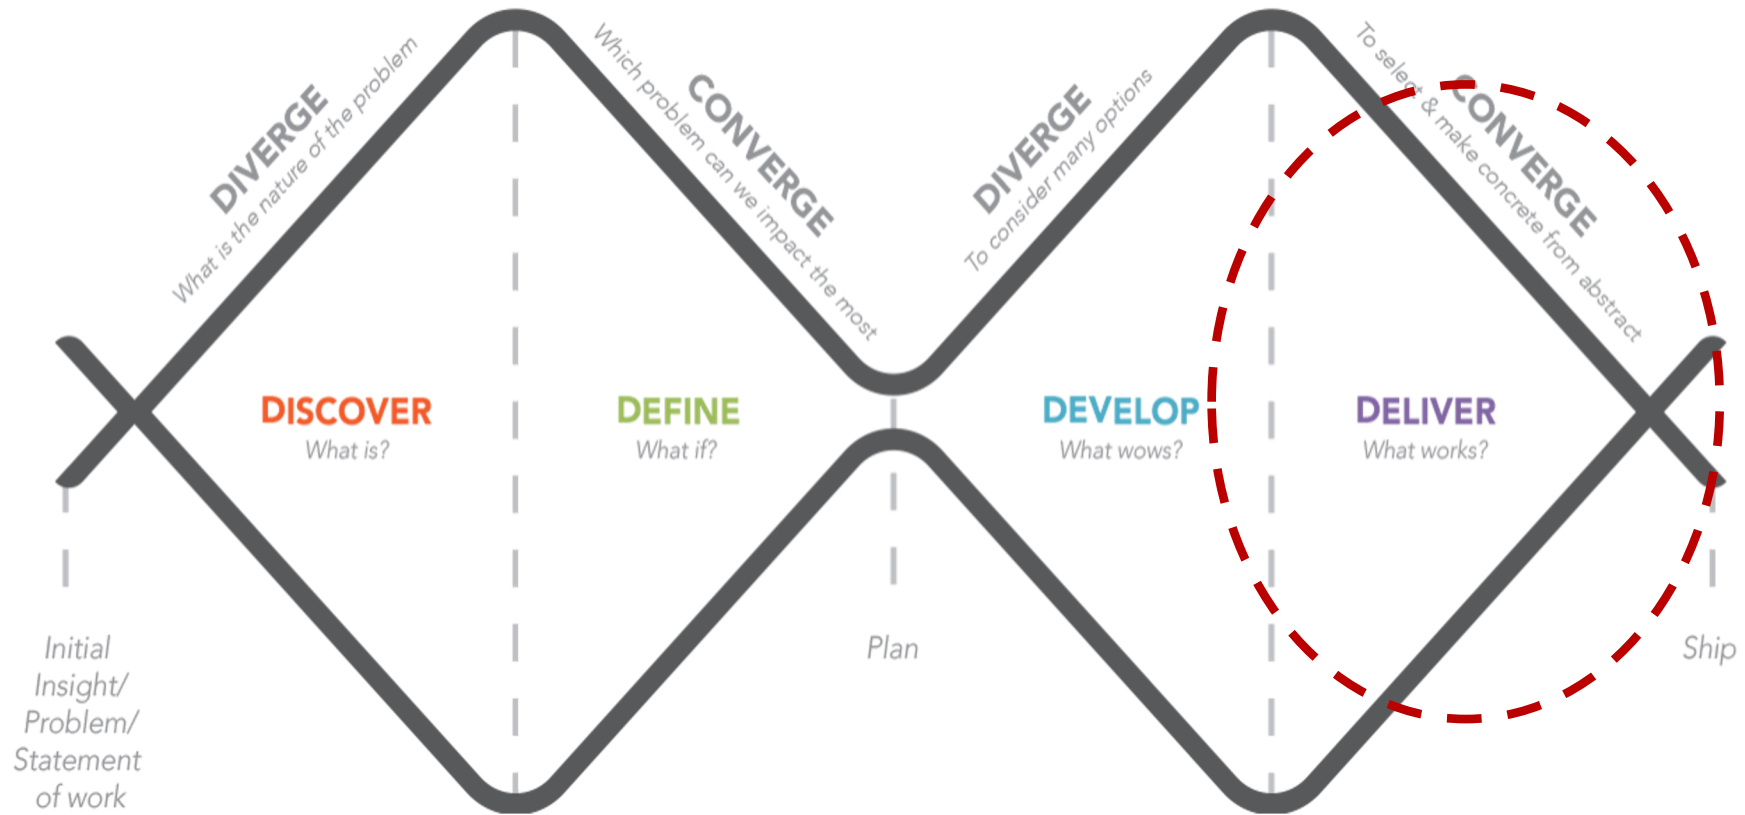 DIVERGE
What is the nature of the problem
CONVERGE
Which problem can we impact the most
DIVERGE
To consider many options
CONVERGE
To select & make concrete from abstract
DISCOVER
What is?
DEFINE
What if?
DEVELOP
What wows?
DELIVER
What works?
Initial
Insight/
Problem/
Statement
of work
Plan
Ship